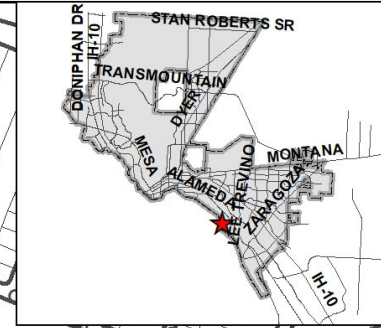 STAN ROBERTS SR
DONIPHAN DR
IH-10
TRANSMOUNTAIN
DYER
MESA
MONTANA
ALAMEDA
LEE TREVINO
ZARAGOZA
IH-10